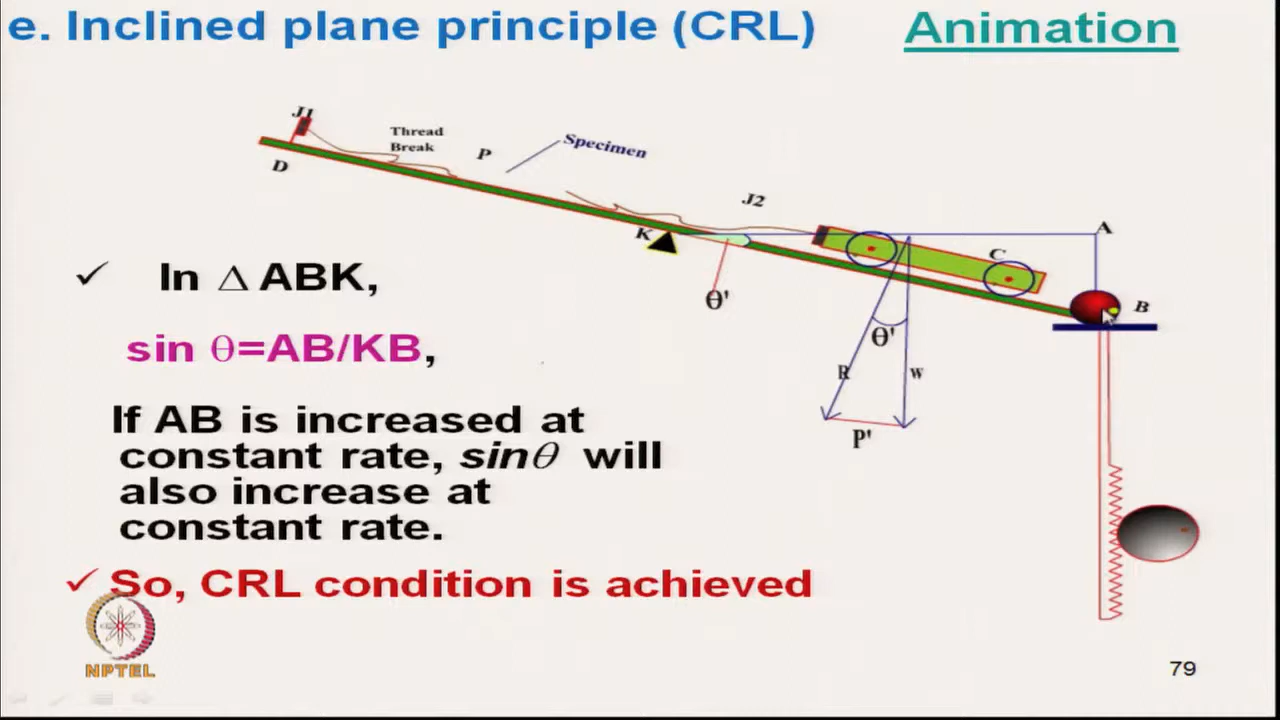 e. Inclined plane principle (CRL)
Animation
J1
Thread
Break
D
P
Specimen
J2
K
A
C
B
θ'
θ'
R
w
P'
✓ In Δ ABK,
sin θ=AB/KB,
If AB is increased at
constant rate, sinθ will
also increase at
constant rate.
✓ So, CRL condition is achieved
NPTEL
79